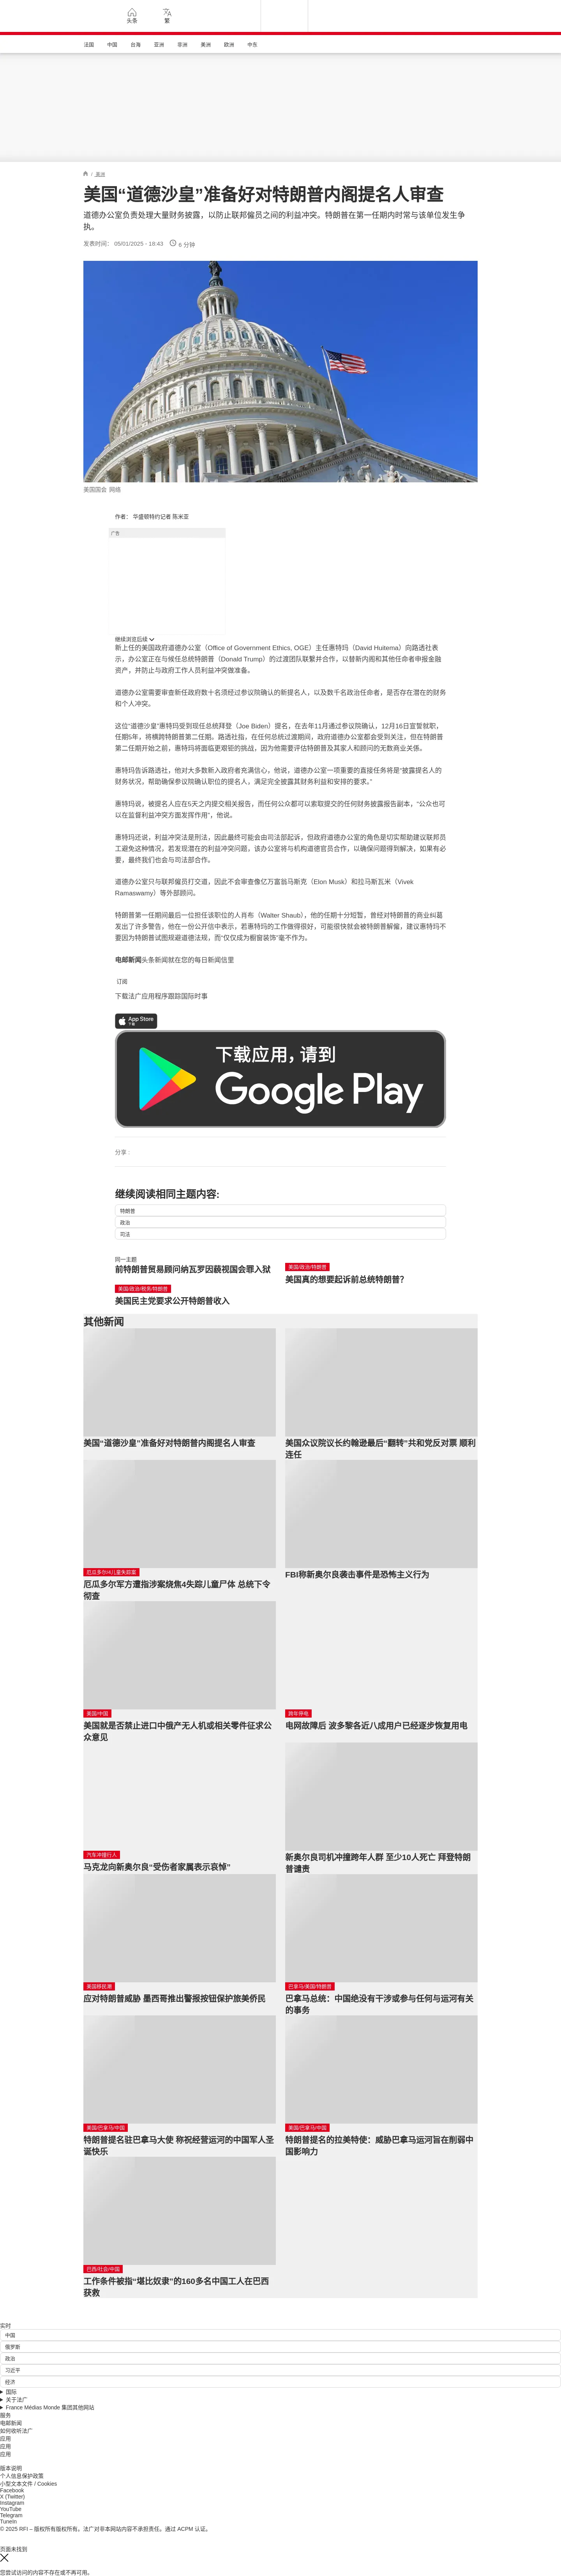 头条
繁
法国
中国
台海
亚洲
非洲
美洲
欧洲
中东
/ 美洲
美国“道德沙皇”准备好对特朗普内阁提名人审查
道德办公室负责处理大量财务披露，以防止联邦僱员之间的利益冲突。特朗普在第一任期内时常与该单位发生争
执。
发表时间： 05/01/2025 - 18:43
6 分钟
美国国会 网络
作者： 华盛顿特约记者 陈米亚
广告
继续浏览后续
新上任的美国政府道德办公室（Office of Government Ethics, OGE）主任惠特玛（David Huitema）向路透社表
示，办公室正在与候任总统特朗普（Donald Trump）的过渡团队联繫并合作，以替新内阁和其他任命者申报金融
资产，并防止与政府工作人员利益冲突做准备。
道德办公室需要审查新任政府数十名须经过参议院确认的新提名人，以及数千名政治任命者，是否存在潜在的财务
和个人冲突。
这位“道德沙皇”惠特玛受到现任总统拜登（Joe Biden）提名，在去年11月通过参议院确认，12月16日宣誓就职，
任期5年，将横跨特朗普第二任期。路透社指，在任何总统过渡期间，政府道德办公室都会受到关注，但在特朗普
第二任期开始之前，惠特玛将面临更艰钜的挑战，因为他需要评估特朗普及其家人和顾问的无数商业关係。
惠特玛告诉路透社，他对大多数新入政府者充满信心，他说，道德办公室一项重要的直接任务将是“披露提名人的
财务状况，帮助确保参议院确认职位的提名人，满足完全披露其财务利益和安排的要求。”
惠特玛说，被提名人应在5天之内提交相关报告，而任何公众都可以索取提交的任何财务披露报告副本，“公众也可
以在监督利益冲突方面发挥作用”，他说。
惠特玛还说，利益冲突法是刑法，因此最终可能会由司法部起诉，但政府道德办公室的角色是切实帮助建议联邦员
工避免这种情况，若发现潜在的利益冲突问题，该办公室将与机构道德官员合作，以确保问题得到解决，如果有必
要，最终我们也会与司法部合作。
道德办公室只与联邦僱员打交道，因此不会审查像亿万富翁马斯克（Elon Musk）和拉马斯瓦米（Vivek
Ramaswamy）等外部顾问。
特朗普第一任期间最后一位担任该职位的人肖布（Walter Shaub），他的任期十分短暂，曾经对特朗普的商业纠葛
发出了许多警告，他在一份公开信中表示，若惠特玛的工作做得很好，可能很快就会被特朗普解僱，建议惠特玛不
要因为特朗普试图规避道德法规，而“仅仅成为橱窗装饰”毫不作为。
电邮新闻头条新闻就在您的每日新闻信里
订阅
下载法广应用程序跟踪国际时事
App Store
下载
下载应用，请到
Google Play
分享 :
继续阅读相同主题内容:
特朗普
政治
司法
同一主题
前特朗普贸易顾问纳瓦罗因藐视国会罪入狱
美国/政治/特朗普
美国真的想要起诉前总统特朗普？
美国/政治/税务/特朗普
美国民主党要求公开特朗普收入
其他新闻
美国“道德沙皇”准备好对特朗普内阁提名人审查
美国众议院议长约翰逊最后“翻转”共和党反对票 顺利
连任
厄瓜多尔/4儿童失踪案
厄瓜多尔军方遭指涉案烧焦4失踪儿童尸体 总统下令
彻查
FBI称新奥尔良袭击事件是恐怖主义行为
美国/中国
美国就是否禁止进口中俄产无人机或相关零件征求公
众意见
跨年停电
电网故障后 波多黎各近八成用户已经逐步恢复用电
汽车冲撞行人
马克龙向新奥尔良“受伤者家属表示哀悼”
新奥尔良司机冲撞跨年人群 至少10人死亡 拜登特朗
普谴责
美国移民潮
应对特朗普威胁 墨西哥推出警报按钮保护旅美侨民
巴拿马/美国/特朗普
巴拿马总统：中国绝没有干涉或参与任何与运河有关
的事务
美国/巴拿马/中国
特朗普提名驻巴拿马大使 称祝经营运河的中国军人圣
诞快乐
美国/巴拿马/中国
特朗普提名的拉美特使：威胁巴拿马运河旨在削弱中
国影响力
巴西/社会/中国
工作条件被指“堪比奴隶”的160多名中国工人在巴西
获救
实时
中国
俄罗斯
政治
习近平
经济
国际
关于法广
France Médias Monde 集团其他网站
服务
电邮新闻
如何收听法广
应用
应用
应用
版本说明
个人信息保护政策
小型文本文件 / Cookies
Facebook
X (Twitter)
Instagram
YouTube
Telegram
TuneIn
© 2025 RFI – 版权所有版权所有。法广对非本网站内容不承担责任。通过 ACPM 认证。
页面未找到
您尝试访问的内容不存在或不再可用。